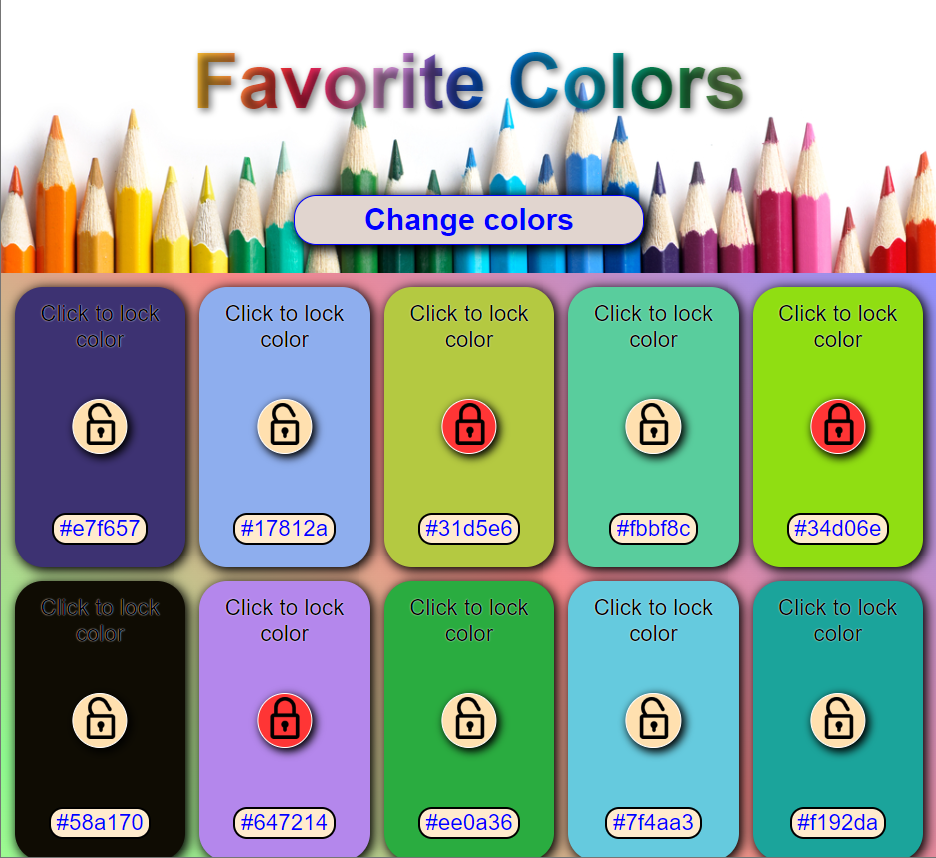 Favorite Colors
Change colors
Click to lock
color
#e7f657
Click to lock
color
#17812a
Click to lock
color
#31d5e6
Click to lock
color
#fbbf8c
Click to lock
color
#34d06e
Click to lock
color
#58a170
Click to lock
color
#647214
Click to lock
color
#ee0a36
Click to lock
color
#7f4aa3
Click to lock
color
#f192da